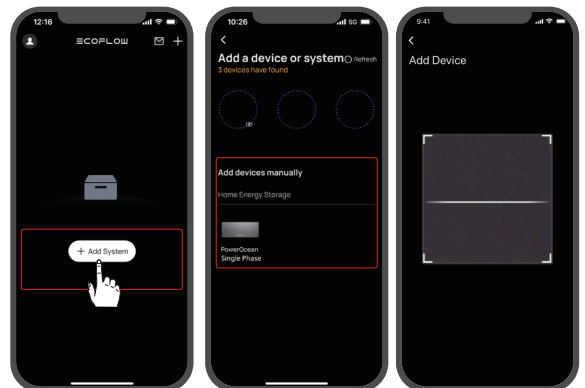 12:16
ECOFLOW
+ Add System
10:26
5G
Add a device or system Refresh
3 devices have found
Add devices manually
Home Energy Storage
PowerOcean
Single Phase
9:41
Add Device